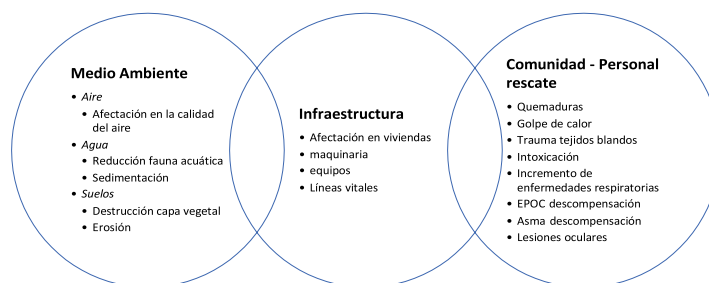 Medio Ambiente
• Aire
• Afectación en la calidad
del aire
• Agua
• Reducción fauna acuática
• Sedimentación
• Suelos
• Destrucción capa vegetal
• Erosión
Infraestructura
• Afectación en viviendas
• maquinaria
• equipos
• Líneas vitales
Comunidad - Personal
rescate
• Quemaduras
• Golpe de calor
• Trauma tejidos blandos
• Intoxicación
• Incremento de
enfermedades respiratorias
• EPOC descompensación
• Asma descompensación
• Lesiones oculares